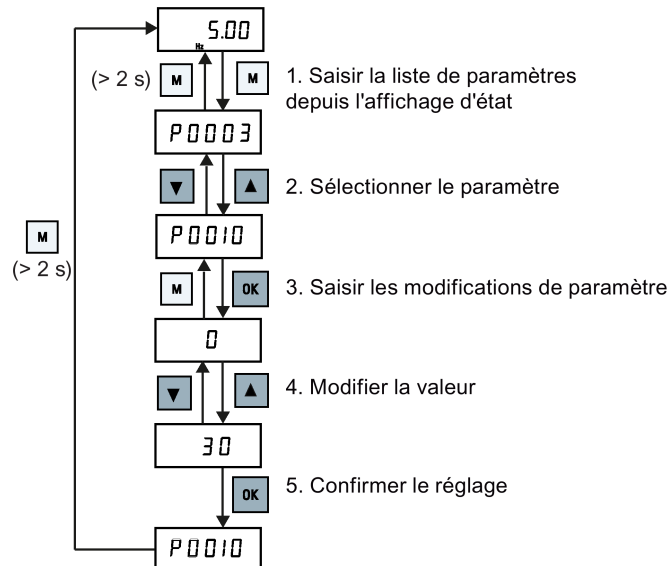 5.00
Hz
(> 2 s) M M 1. Saisir la liste de paramètres
depuis l'affichage d'état
P0003
2. Sélectionner le paramètre
P0010
M
(> 2 s)
M OK 3. Saisir les modifications de paramètre
0
4. Modifier la valeur
30
OK 5. Confirmer le réglage
P0010